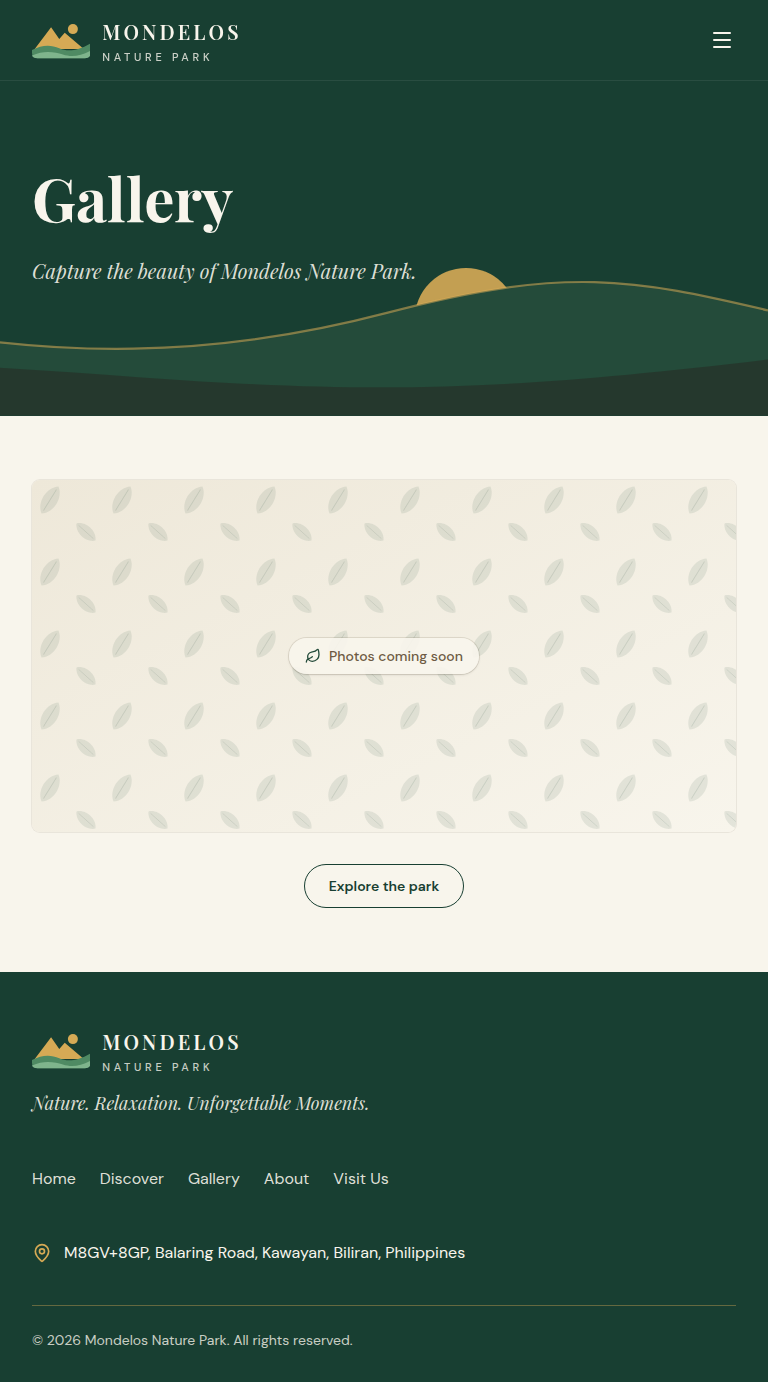 MONDELOS
NATURE PARK
Gallery
Capture the beauty of Mondelos Nature Park.
Photos coming soon
Explore the park
MONDELOS
NATURE PARK
Nature. Relaxation. Unforgettable Moments.
Home Discover Gallery About Visit Us
M8GV+8GP, Balaring Road, Kawayan, Biliran, Philippines
© 2026 Mondelos Nature Park. All rights reserved.